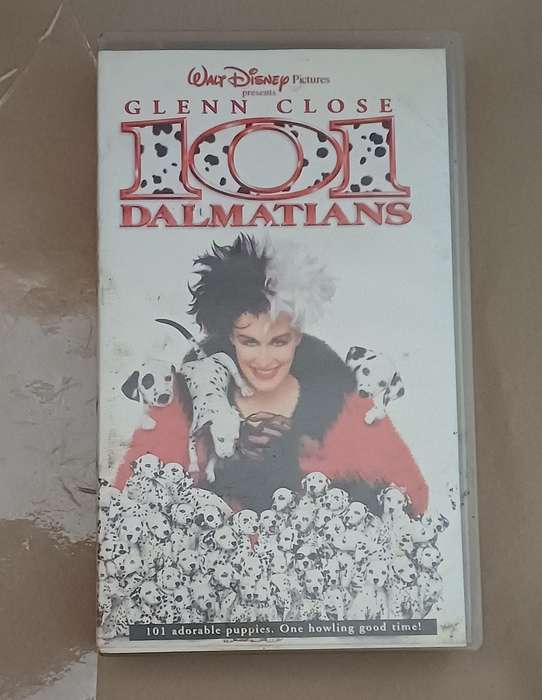 WALT DISNEY Pictures
presents
GLENN CLOSE
101
DALMATIANS
101 adorable puppies. One howling good time!